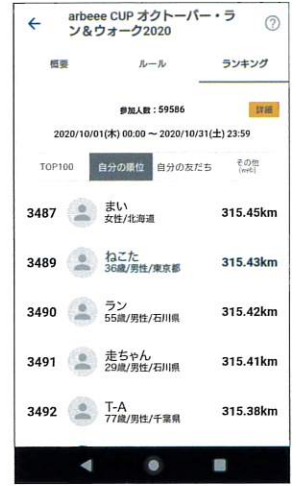 arbeee CUP オクトーバー・ラ
ン＆ウォーク2020
概要 ルール ランキング
参加人数：59586 詳細
2020/10/01(木) 00:00 ～ 2020/10/31(土) 23:59
TOP100 自分の順位 自分の友だち その他
(web)
3487 まい 315.45km
女性/北海道
3489 ねこた 315.43km
36歳/男性/東京都
3490 ラン 315.42km
55歳/男性/石川県
3491 走ちゃん 315.41km
29歳/男性/石川県
3492 T-A 315.38km
77歳/男性/千葉県